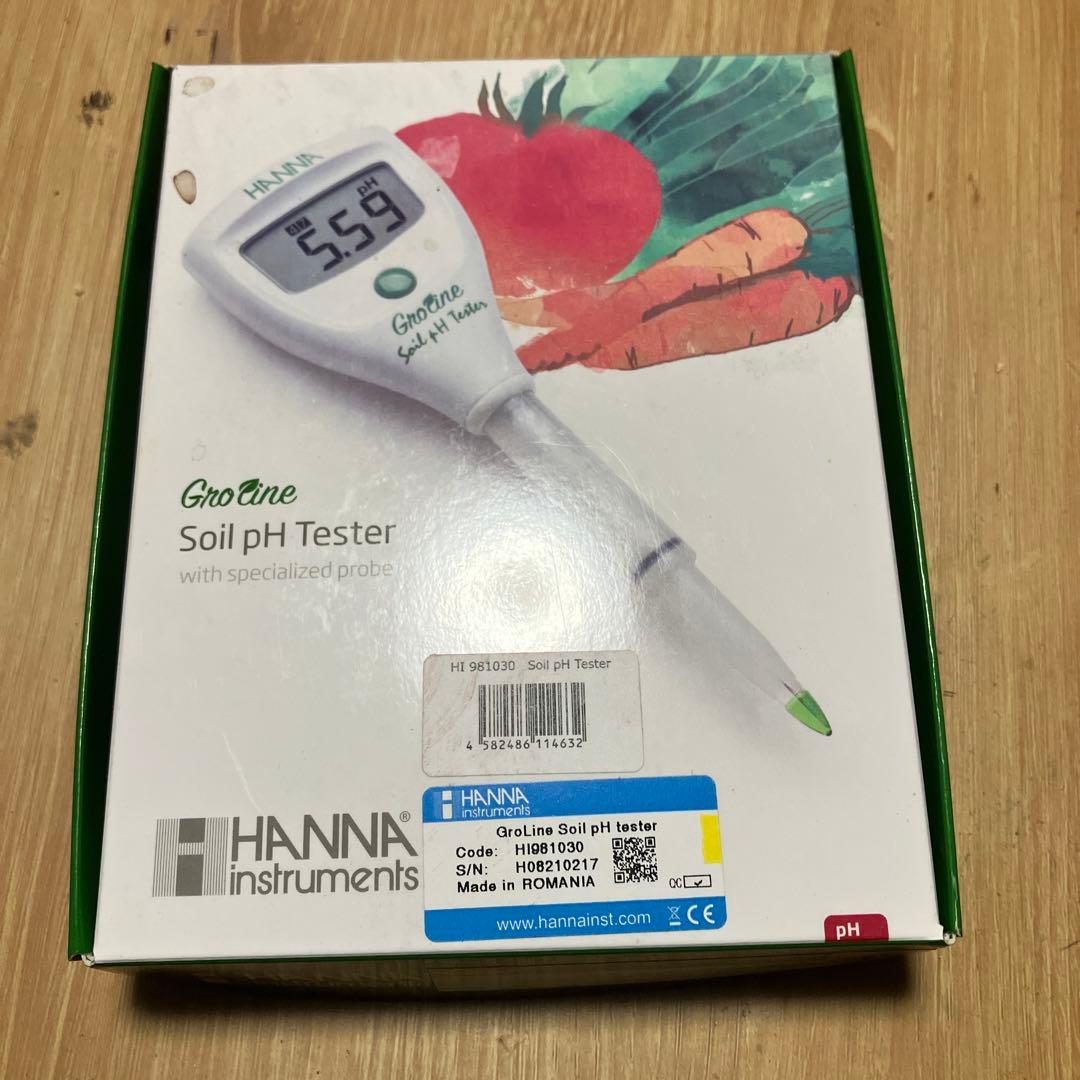 HANNA
pH
4 7
5.59
GroLine
Soil pH Tester
GroLine
Soil pH Tester
with specialized probe
HI 981030 Soil pH Tester
4 582486 114632
HANNA
instruments
GroLine Soil pH tester
Code: HI981030
S/N: H08210217
Made in ROMANIA
QC
www.hannainst.com CE
HANNA®
instruments
pH